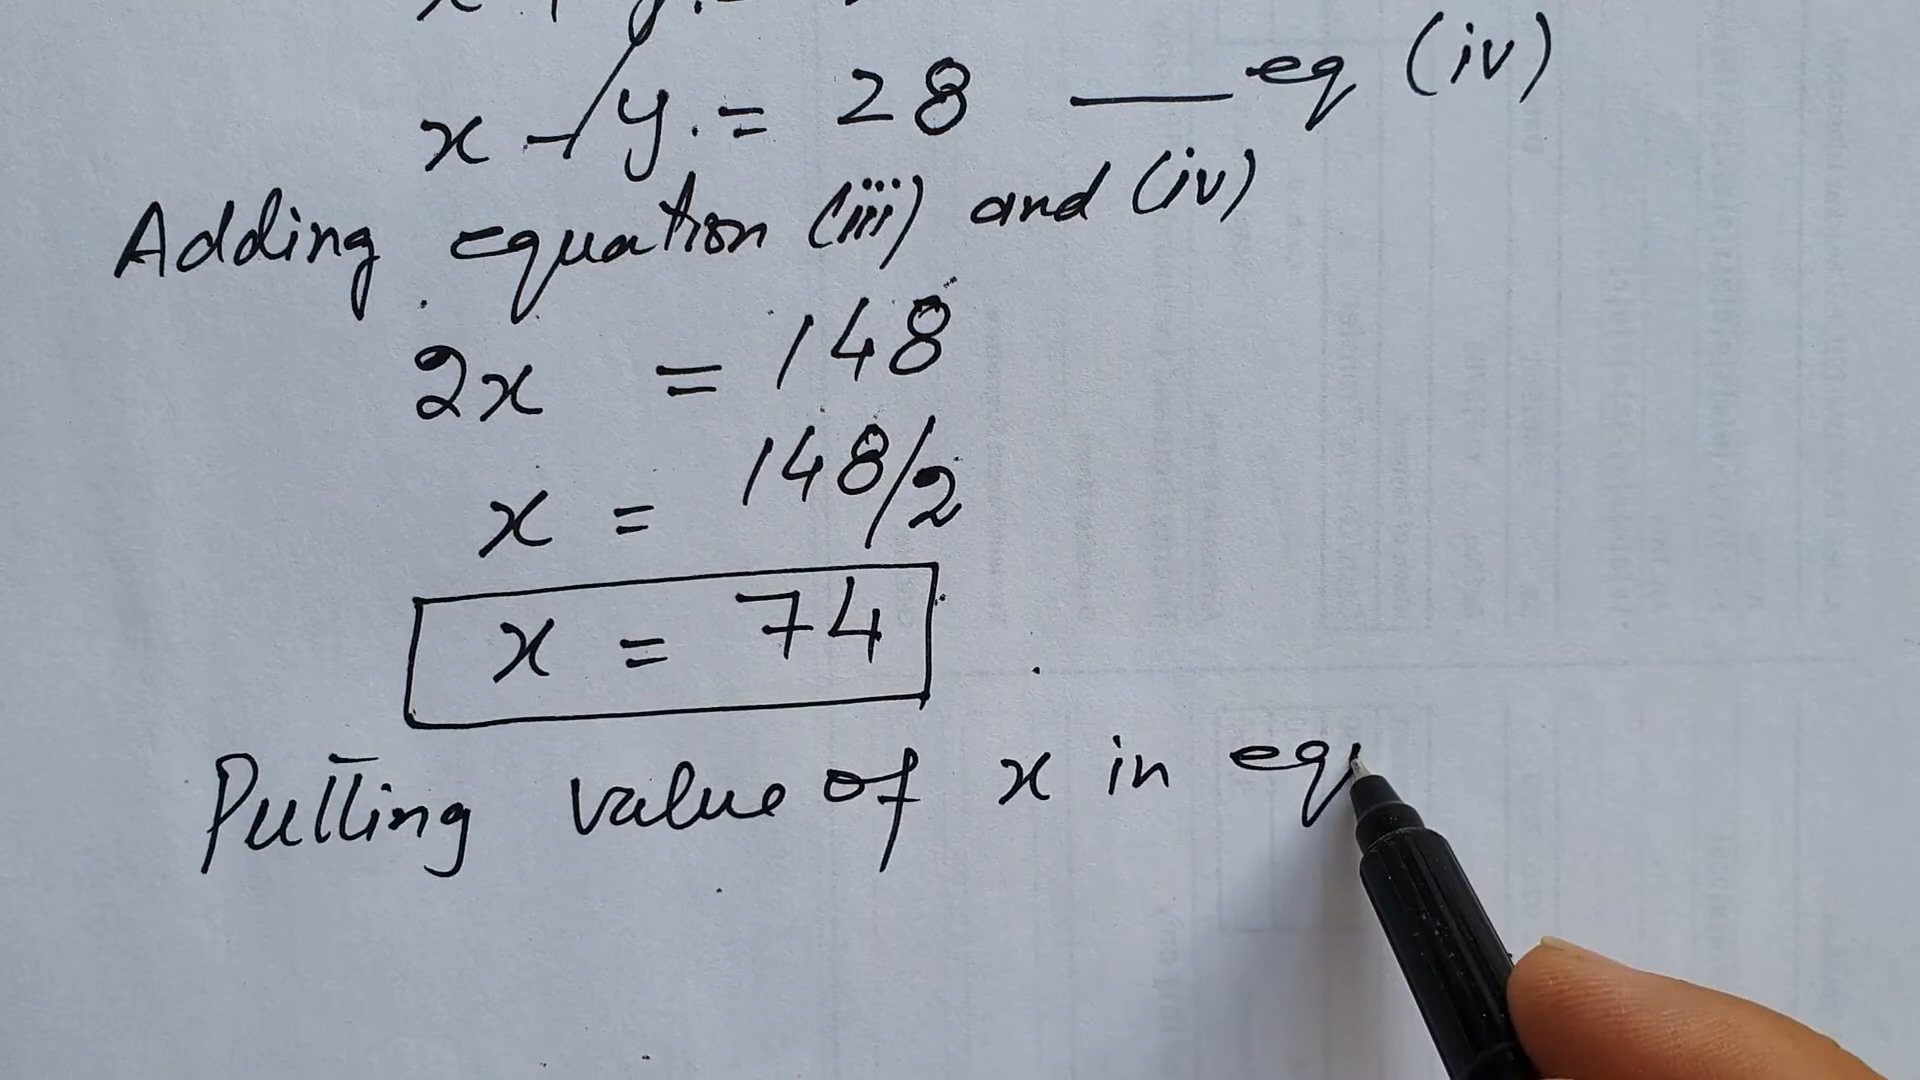 x - y = 28 —— eq (iv)
Adding equation (iii) and (iv)
2x = 148
x = 148/2
x = 74
Putting value of x in eq